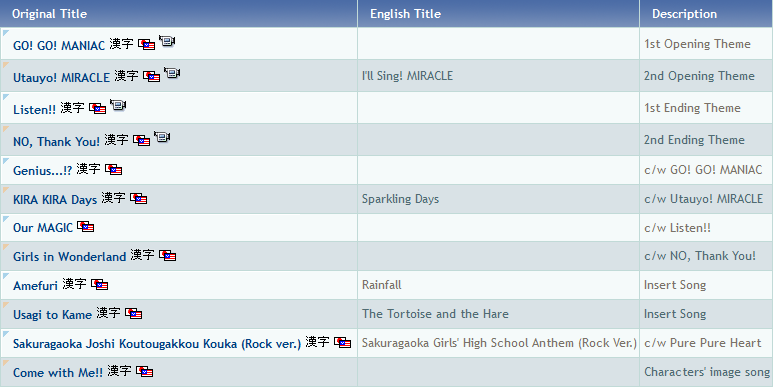 Original Title English Title Description
GO! GO! MANIAC 漢字 1st Opening Theme
Utauyo! MIRACLE 漢字 I'll Sing! MIRACLE 2nd Opening Theme
Listen!! 漢字 1st Ending Theme
NO, Thank You! 漢字 2nd Ending Theme
Genius...!? 漢字 c/w GO! GO! MANIAC
KIRA KIRA Days 漢字 Sparkling Days c/w Utauyo! MIRACLE
Our MAGIC c/w Listen!!
Girls in Wonderland 漢字 c/w NO, Thank You!
Amefuri 漢字 Rainfall Insert Song
Usagi to Kame 漢字 The Tortoise and the Hare Insert Song
Sakuragaoka Joshi Koutougakkou Kouka (Rock ver.) 漢字 Sakuragaoka Girls' High School Anthem (Rock Ver.) c/w Pure Pure Heart
Come with Me!! 漢字 Characters' image song